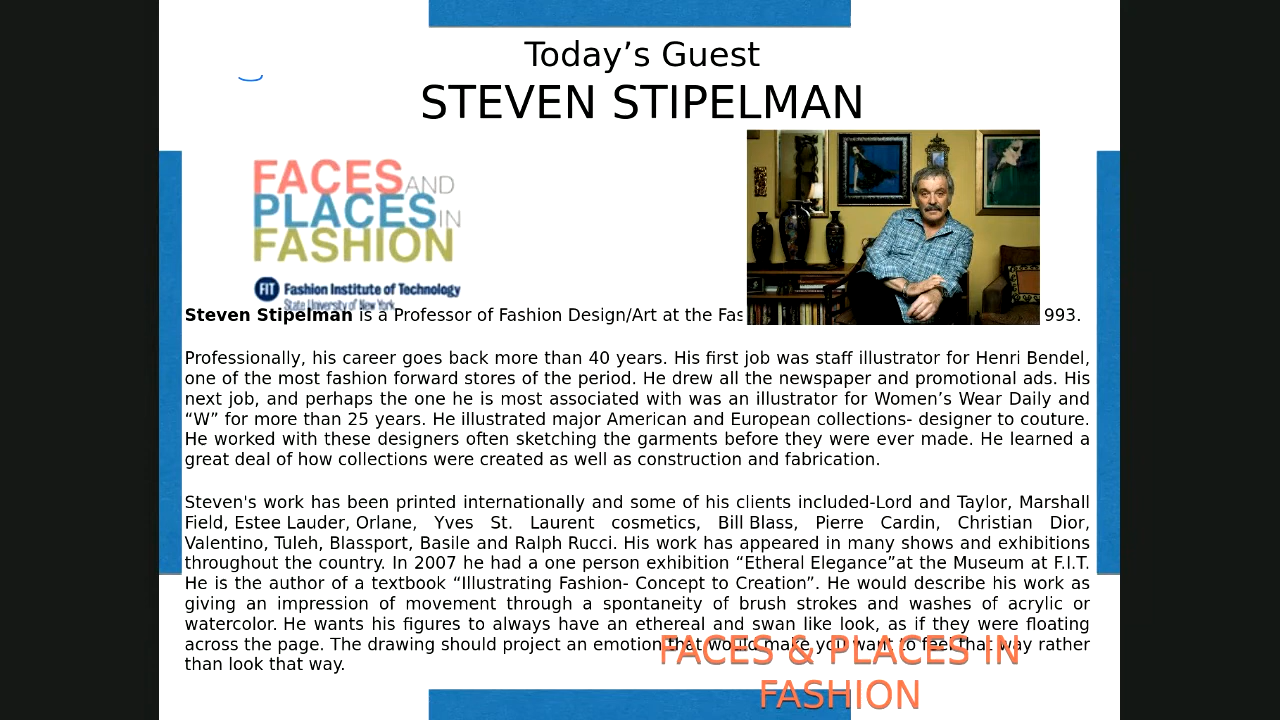 Today’s Guest
STEVEN STIPELMAN
FACES AND
PLACES IN
FASHION
FIT Fashion Institute of Technology
State University of New York
Steven Stipelman is a Professor of Fashion Design/Art at the Fas 993.
Professionally, his career goes back more than 40 years. His first job was staff illustrator for Henri Bendel,
one of the most fashion forward stores of the period. He drew all the newspaper and promotional ads. His
next job, and perhaps the one he is most associated with was an illustrator for Women’s Wear Daily and
“W” for more than 25 years. He illustrated major American and European collections- designer to couture.
He worked with these designers often sketching the garments before they were ever made. He learned a
great deal of how collections were created as well as construction and fabrication.
Steven's work has been printed internationally and some of his clients included-Lord and Taylor, Marshall
Field, Estee Lauder, Orlane, Yves St. Laurent cosmetics, Bill Blass, Pierre Cardin, Christian Dior,
Valentino, Tuleh, Blassport, Basile and Ralph Rucci. His work has appeared in many shows and exhibitions
throughout the country. In 2007 he had a one person exhibition “Etheral Elegance”at the Museum at F.I.T.
He is the author of a textbook “Illustrating Fashion- Concept to Creation”. He would describe his work as
giving an impression of movement through a spontaneity of brush strokes and washes of acrylic or
watercolor. He wants his figures to always have an ethereal and swan like look, as if they were floating
across the page. The drawing should project an emotion that would make you want to feel that way rather
than look that way.
FACES & PLACES IN
FASHION